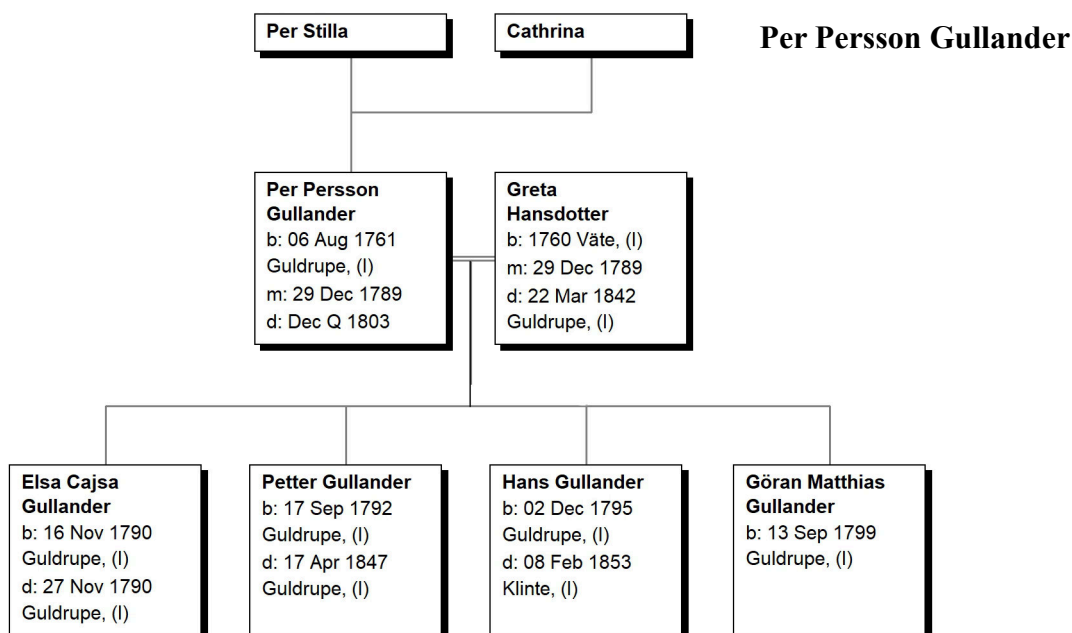 Per Persson Gullander
Per Stilla
Cathrina
Per Persson
Gullander
b: 06 Aug 1761
Guldrupe, (I)
m: 29 Dec 1789
d: Dec Q 1803
Greta
Hansdotter
b: 1760 Väte, (I)
m: 29 Dec 1789
d: 22 Mar 1842
Guldrupe, (I)
Elsa Cajsa
Gullander
b: 16 Nov 1790
Guldrupe, (I)
d: 27 Nov 1790
Guldrupe, (I)
Petter Gullander
b: 17 Sep 1792
Guldrupe, (I)
d: 17 Apr 1847
Guldrupe, (I)
Hans Gullander
b: 02 Dec 1795
Guldrupe, (I)
d: 08 Feb 1853
Klinte, (I)
Göran Matthias
Gullander
b: 13 Sep 1799
Guldrupe, (I)